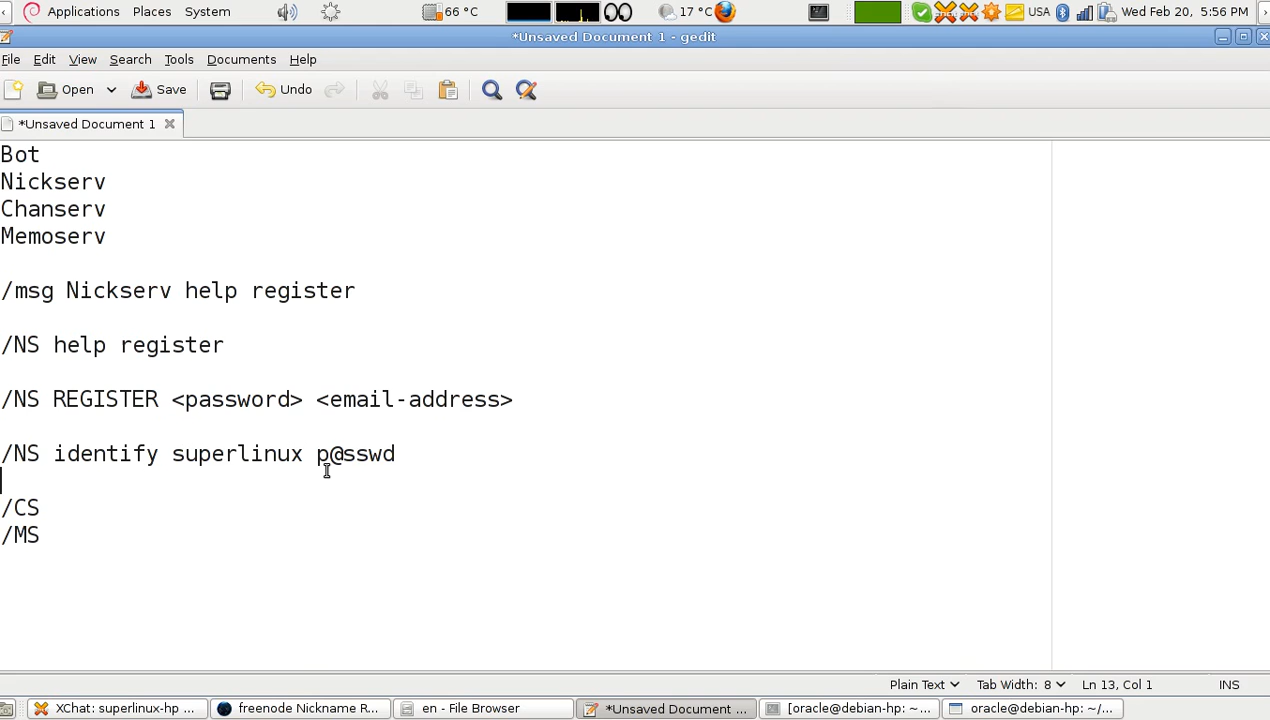 Applications Places System 66 °C 17 °C USA Wed Feb 20, 5:56 PM
*Unsaved Document 1 - gedit
File Edit View Search Tools Documents Help
Open Save Undo
*Unsaved Document 1
Bot
Nickserv
Chanserv
Memoserv
/msg Nickserv help register
/NS help register
/NS REGISTER <password> <email-address>
/NS identify superlinux p@sswd
/CS
/MS
Plain Text Tab Width: 8 Ln 13, Col 1 INS
XChat: superlinux-hp ... freenode Nickname R... en - File Browser *Unsaved Document ... [oracle@debian-hp: ~... oracle@debian-hp: ~/...